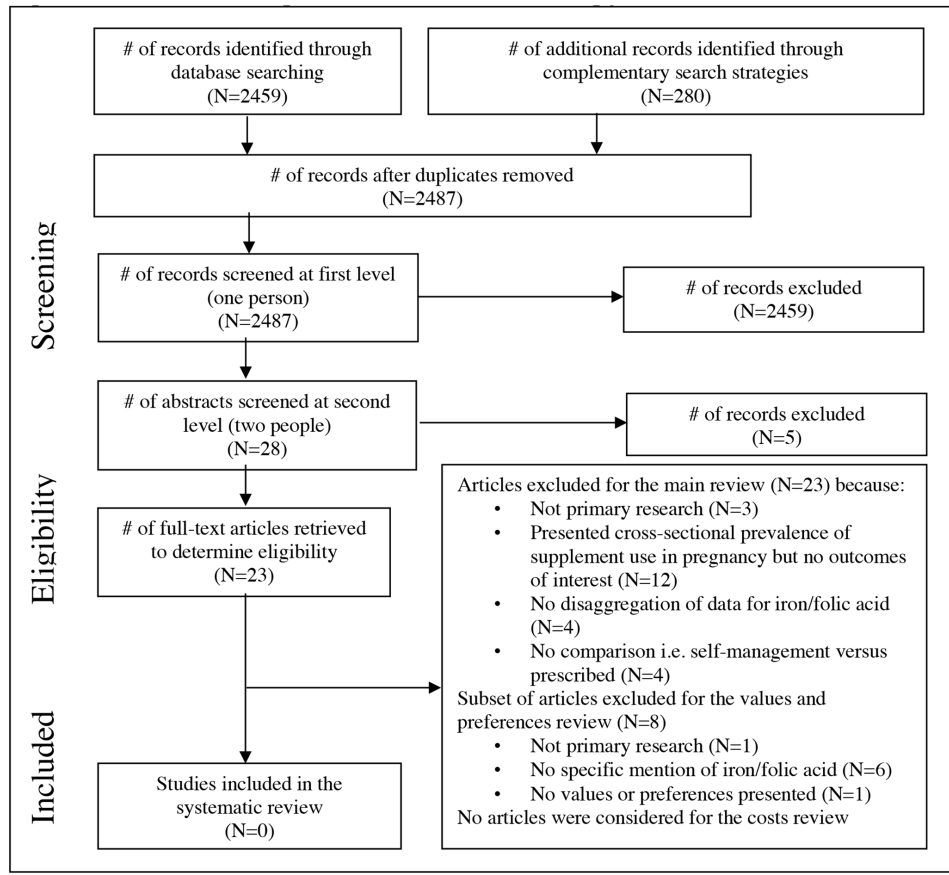 # of records identified through
database searching
(N=2459)
# of additional records identified through
complementary search strategies
(N=280)
# of records after duplicates removed
(N=2487)
Screening
# of records screened at first level
(one person)
(N=2487)
# of records excluded
(N=2459)
# of abstracts screened at second
level (two people)
(N=28)
# of records excluded
(N=5)
Eligibility
# of full-text articles retrieved
to determine eligibility
(N=23)
Articles excluded for the main review (N=23) because:
• Not primary research (N=3)
• Presented cross-sectional prevalence of
supplement use in pregnancy but no outcomes
of interest (N=12)
• No disaggregation of data for iron/folic acid
(N=4)
• No comparison i.e. self-management versus
prescribed (N=4)
Subset of articles excluded for the values and
preferences review (N=8)
• Not primary research (N=1)
• No specific mention of iron/folic acid (N=6)
• No values or preferences presented (N=1)
No articles were considered for the costs review
Included
Studies included in the
systematic review
(N=0)